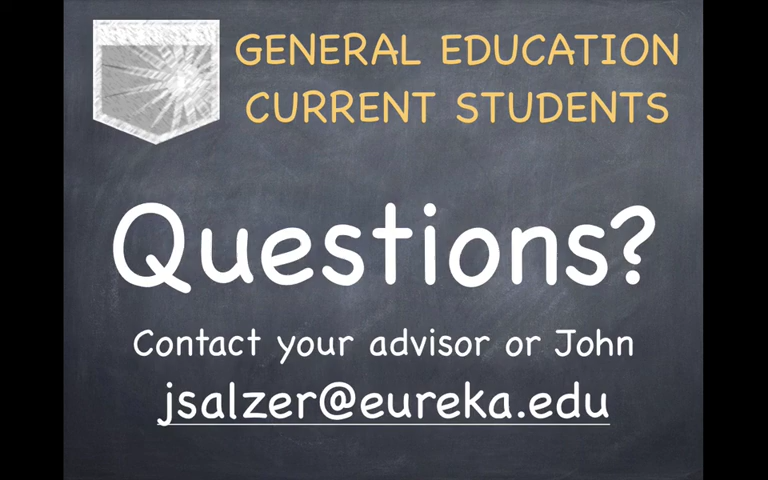 GENERAL EDUCATION
CURRENT STUDENTS
Questions?
Contact your advisor or John
jsalzer@eureka.edu